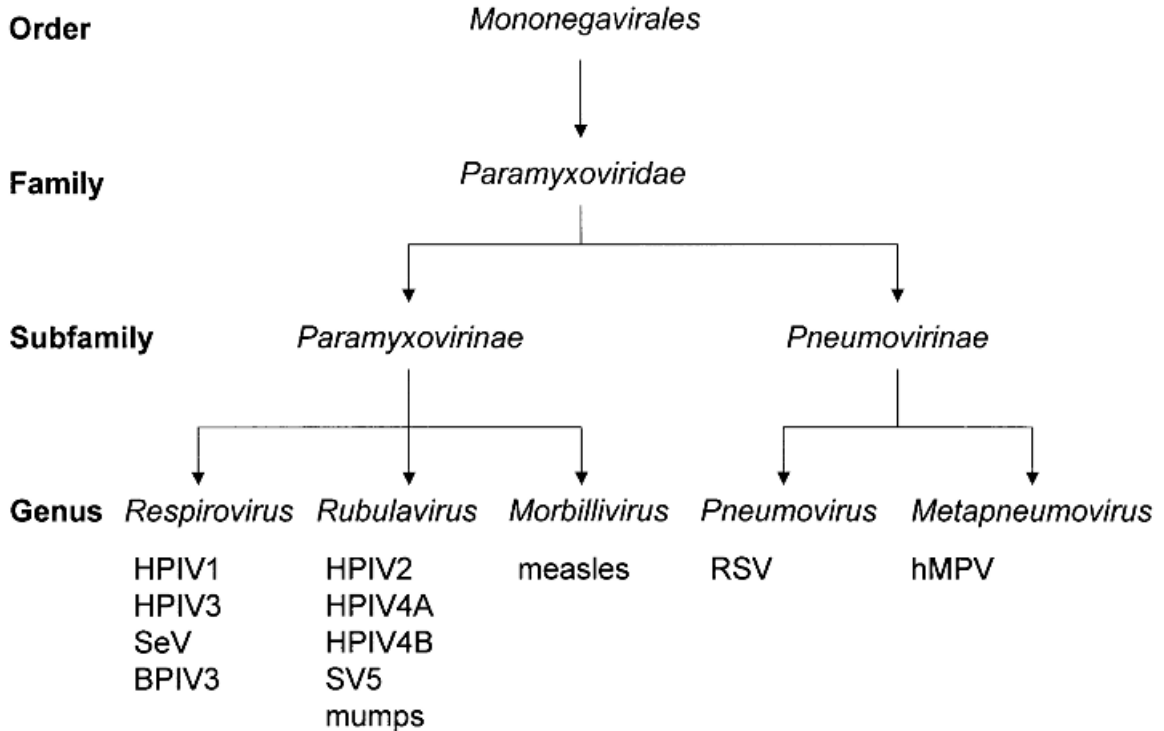 Order Mononegavirales
Family Paramyxoviridae
Subfamily Paramyxovirinae Pneumovirinae
Genus Respirovirus Rubulavirus Morbillivirus Pneumovirus Metapneumovirus
HPIV1 HPIV2 measles RSV hMPV
HPIV3 HPIV4A
SeV HPIV4B
BPIV3 SV5
mumps